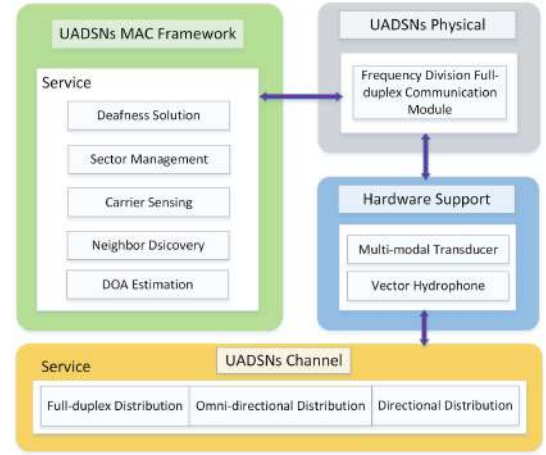 UADSNs MAC Framework
Service
Deafness Solution
Sector Management
Carrier Sensing
Neighbor Dsicovery
DOA Estimation
UADSNs Physical
Frequency Division Full-
duplex Communication
Module
Hardware Support
Multi-modal Transducer
Vector Hydrophone
UADSNs Channel
Service
Full-duplex Distribution
Omni-directional Distribution
Directional Distribution